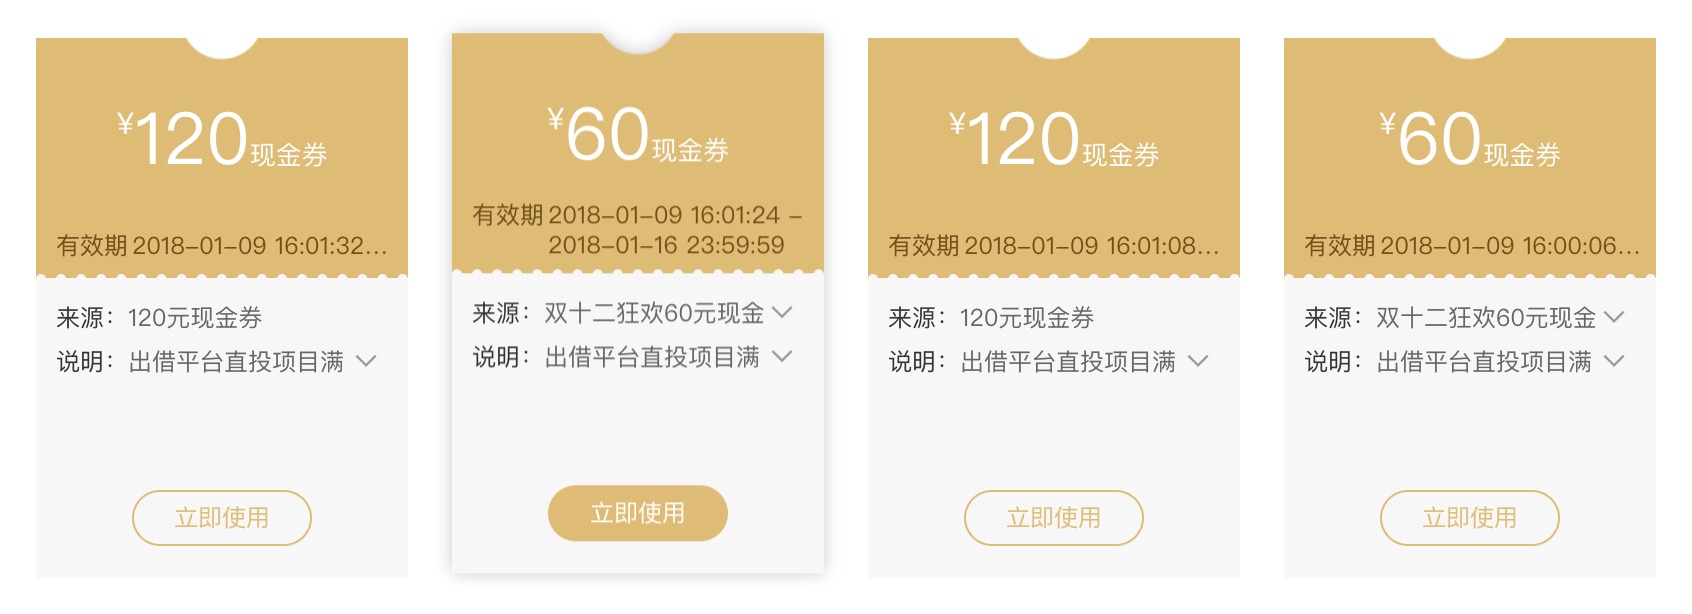 ¥120现金券
有效期 2018-01-09 16:01:32...
来源：120元现金券
说明：出借平台直投项目满
立即使用
¥60现金券
有效期 2018-01-09 16:01:24 -
2018-01-16 23:59:59
来源：双十二狂欢60元现金
说明：出借平台直投项目满
立即使用
¥120现金券
有效期 2018-01-09 16:01:08...
来源：120元现金券
说明：出借平台直投项目满
立即使用
¥60现金券
有效期 2018-01-09 16:00:06...
来源：双十二狂欢60元现金
说明：出借平台直投项目满
立即使用